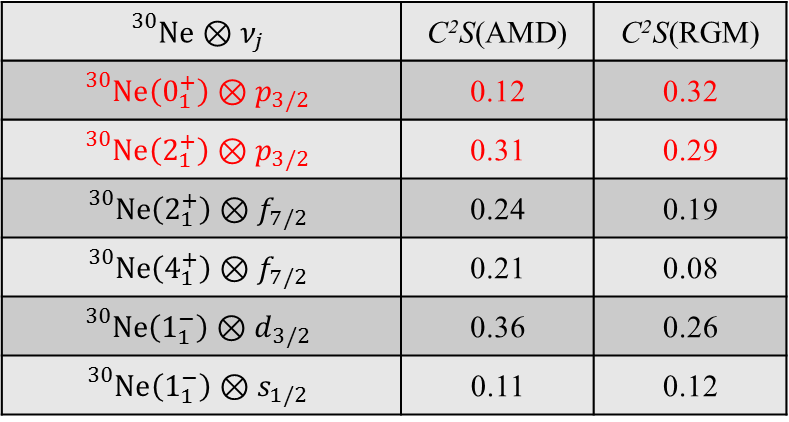 ³⁰Ne ⊗ νⱼ C²S(AMD) C²S(RGM)
³⁰Ne(0₁⁺) ⊗ p₃/₂ 0.12 0.32
³⁰Ne(2₁⁺) ⊗ p₃/₂ 0.31 0.29
³⁰Ne(2₁⁺) ⊗ f₇/₂ 0.24 0.19
³⁰Ne(4₁⁺) ⊗ f₇/₂ 0.21 0.08
³⁰Ne(1₁⁻) ⊗ d₃/₂ 0.36 0.26
³⁰Ne(1₁⁻) ⊗ s₁/₂ 0.11 0.12